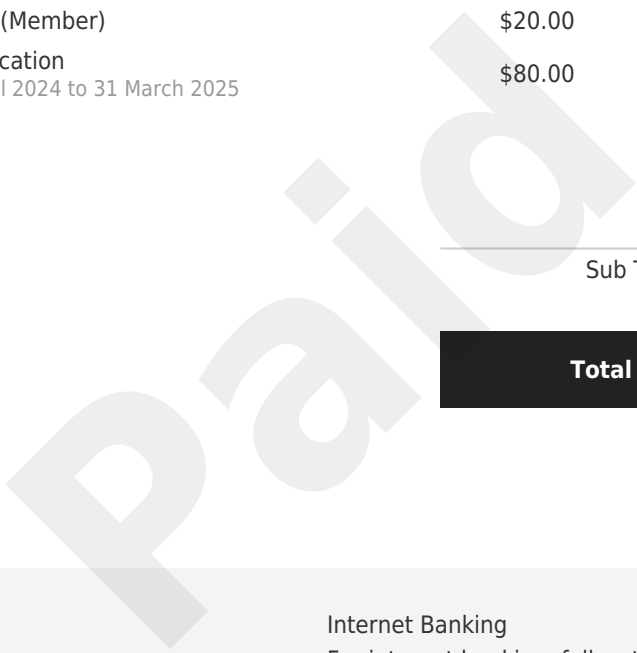 (Member) $20.00
cation $80.00
l 2024 to 31 March 2025
Sub
Total
Internet Banking
Paid